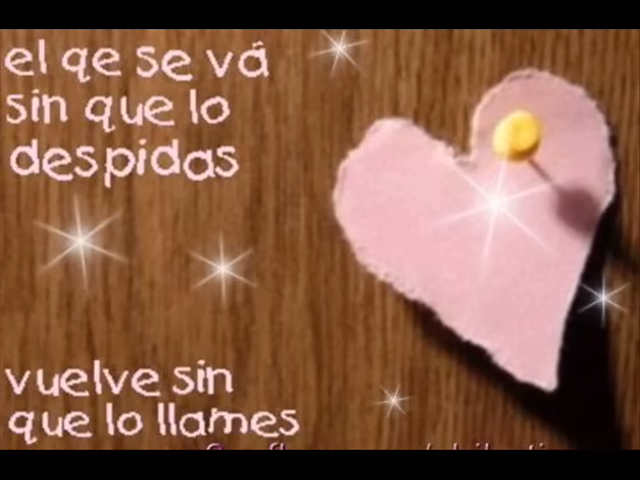 el qe se vá
sin que lo
despidas
vuelve sin
que lo llames